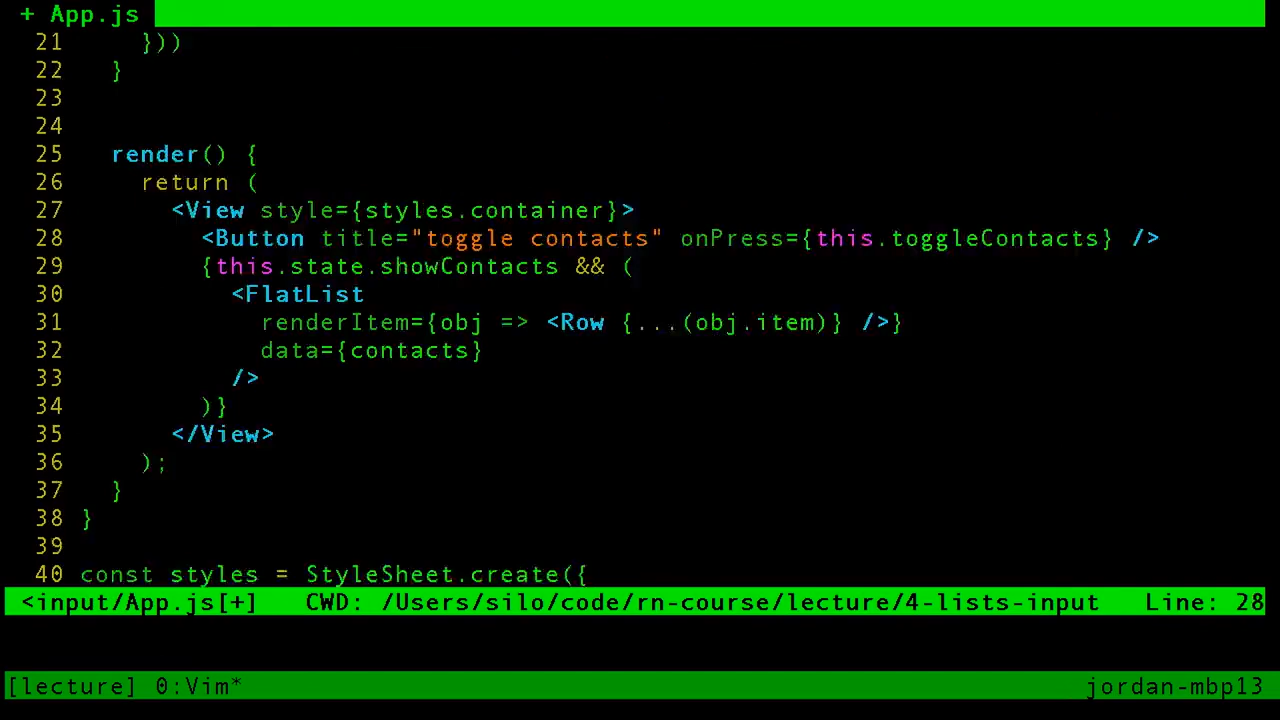 + App.js
21     }))
22   }
23
24
25   render() {
26     return (
27       <View style={styles.container}>
28         <Button title="toggle contacts" onPress={this.toggleContacts} />
29         {this.state.showContacts && (
30           <FlatList
31             renderItem={obj => <Row {...(obj.item)} />}
32             data={contacts}
33           />
34         )}
35       </View>
36     );
37   }
38 }
39
40 const styles = StyleSheet.create({
<input/App.js[+]   CWD: /Users/silo/code/rn-course/lecture/4-lists-input   Line: 28
[lecture] 0:Vim* jordan-mbp13